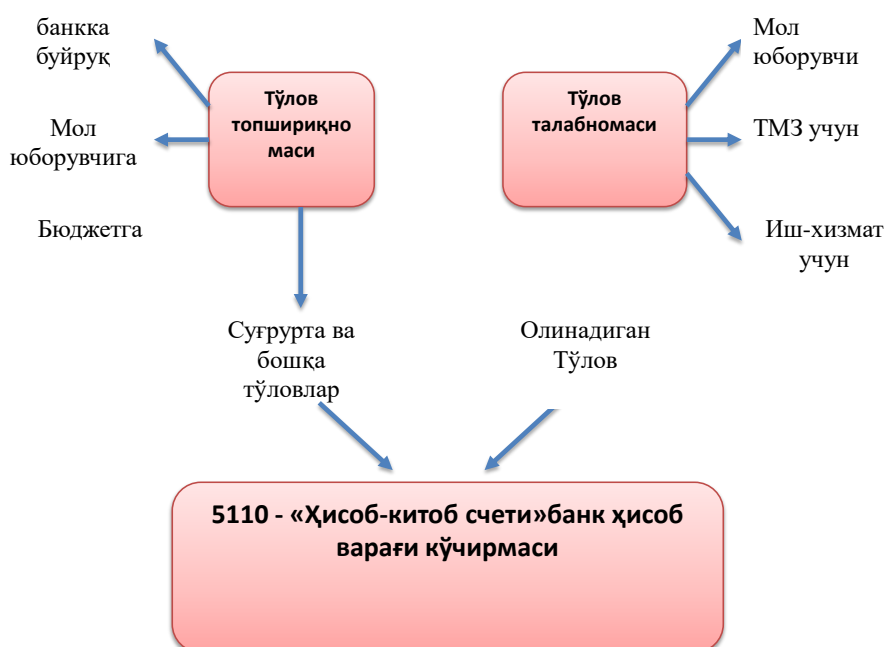 банкка
буйруқ
Мол
юборувчига
Бюджетга
Тўлов
топшириқно
маси
Тўлов
талабномаси
Мол
юборувчи
ТМЗ учун
Иш-хизмат
учун
Суғрурта ва
бошқа
тўловлар
Олинадиган
Тўлов
5110 - «Ҳисоб-китоб счети»банк ҳисоб
варағи кўчирмаси